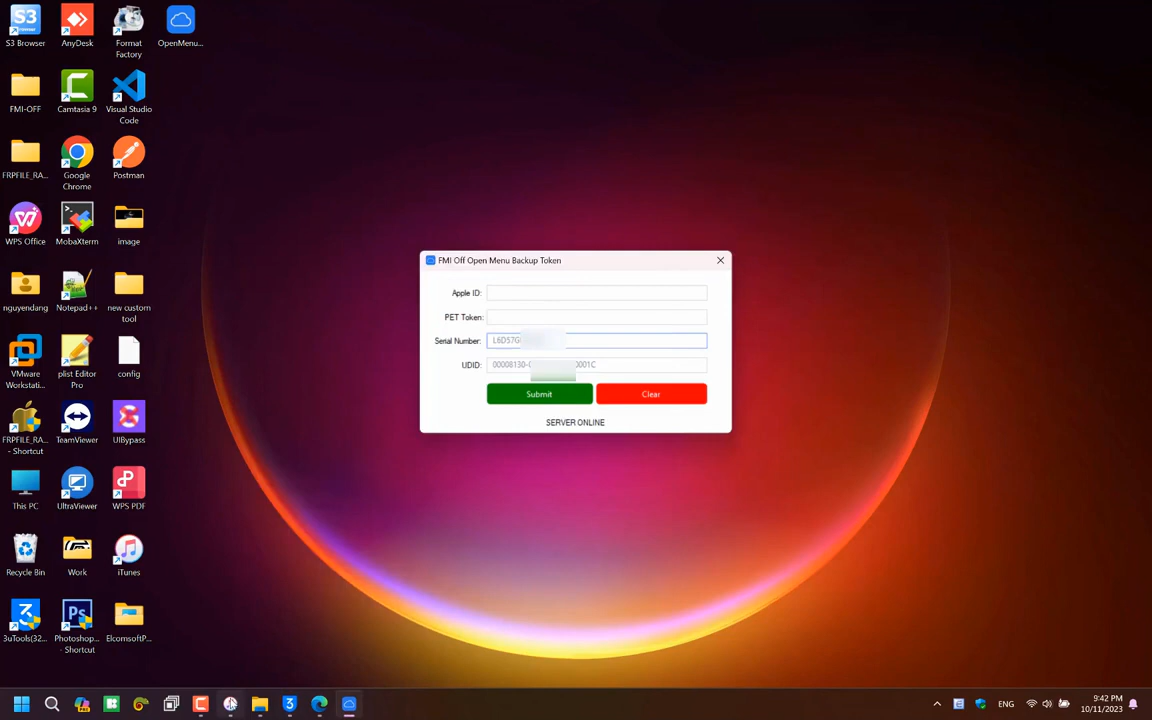 S3 Browser
AnyDesk
Format
Factory
OpenMenu...
FMI-OFF
Camtasia 9
Visual Studio
Code
FRPFILE_RA...
Google
Chrome
Postman
WPS Office
MobaXterm
image
nguyendang
Notepad++
new custom
tool
VMware
Workstati...
plist Editor
Pro
config
FRPFILE_RA...
- Shortcut
TeamViewer
UIBypass
This PC
UltraViewer
WPS PDF
Recycle Bin
Work
iTunes
3uTools(32...
Photoshop...
- Shortcut
ElcomsoftP...
FMI Off Open Menu Backup Token
Apple ID:
PET Token:
Serial Number:
L6D57G
UDID:
00008130-
001C
Submit
Clear
SERVER ONLINE
ENG
9:42 PM
10/11/2023